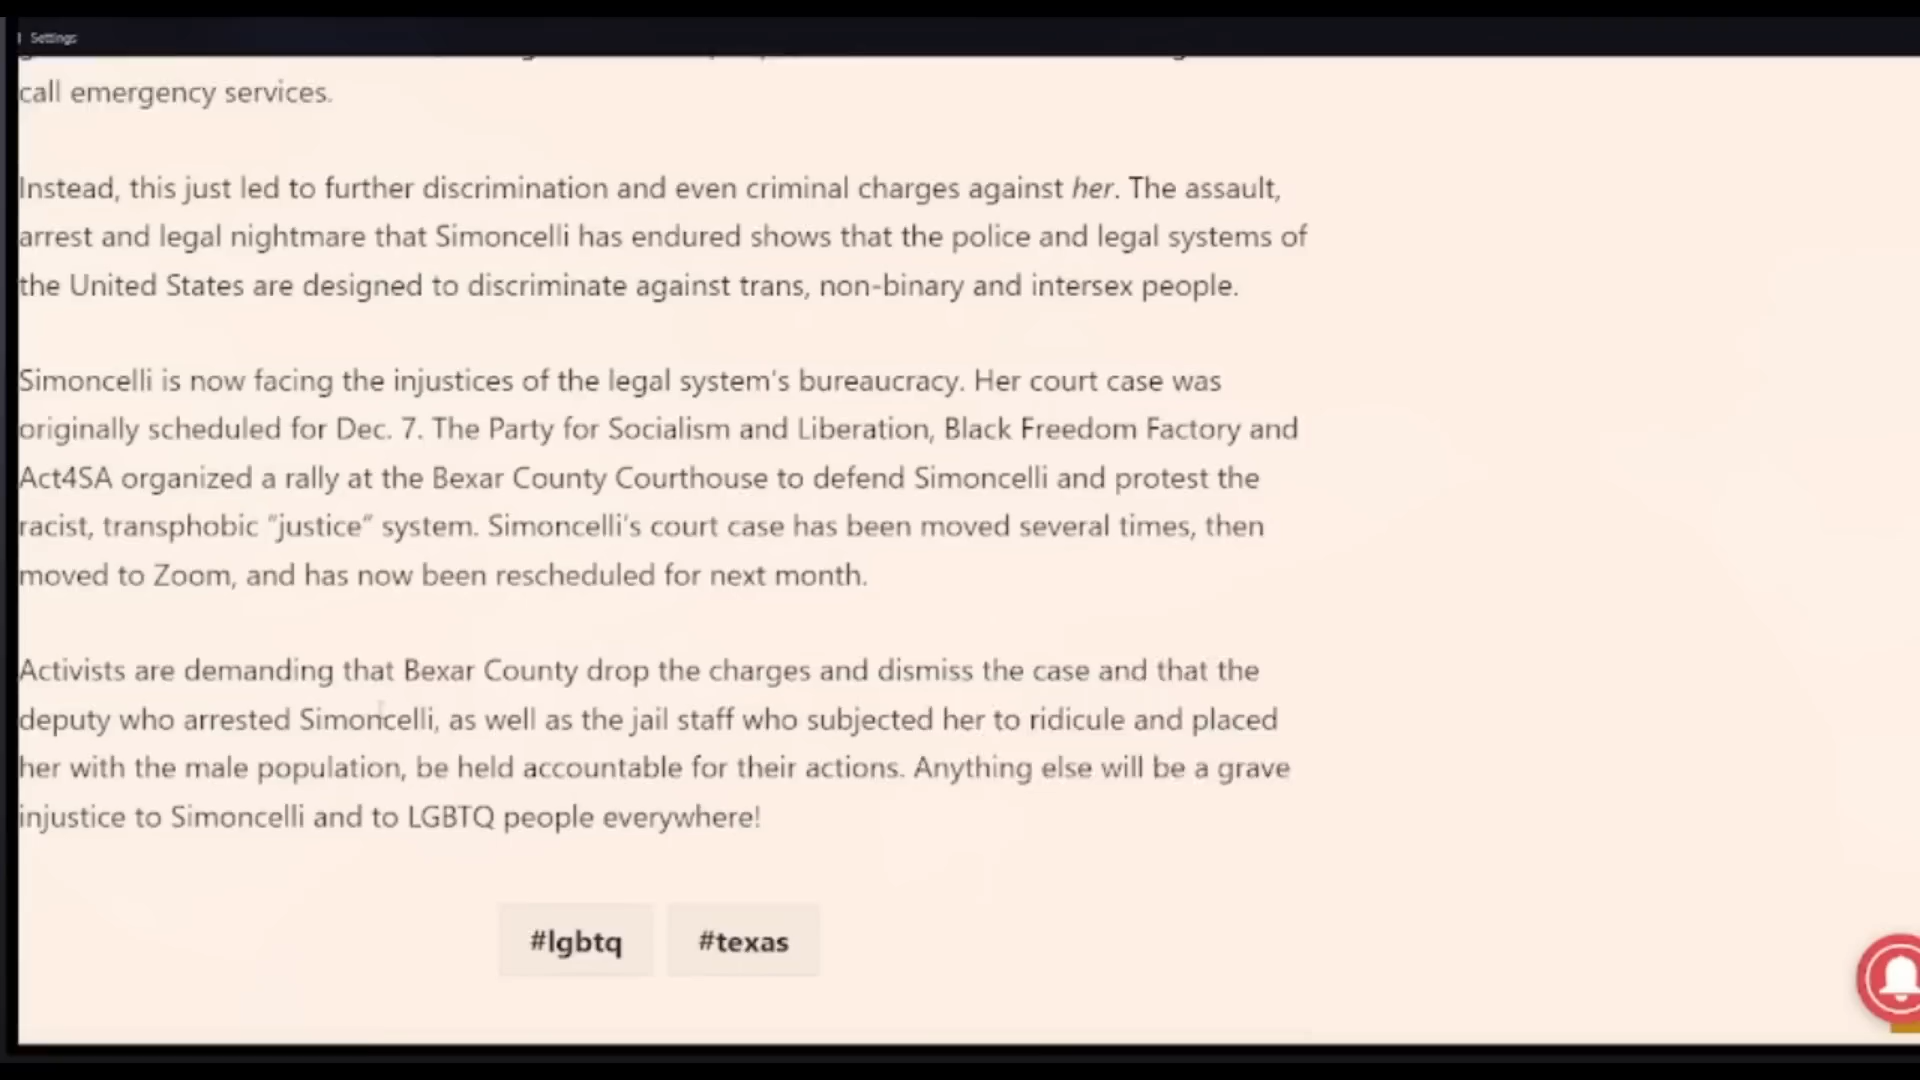 Settings
call emergency services.
Instead, this just led to further discrimination and even criminal charges against her. The assault,
arrest and legal nightmare that Simoncelli has endured shows that the police and legal systems of
the United States are designed to discriminate against trans, non-binary and intersex people.
Simoncelli is now facing the injustices of the legal system's bureaucracy. Her court case was
originally scheduled for Dec. 7. The Party for Socialism and Liberation, Black Freedom Factory and
Act4SA organized a rally at the Bexar County Courthouse to defend Simoncelli and protest the
racist, transphobic “justice” system. Simoncelli's court case has been moved several times, then
moved to Zoom, and has now been rescheduled for next month.
Activists are demanding that Bexar County drop the charges and dismiss the case and that the
deputy who arrested Simoncelli, as well as the jail staff who subjected her to ridicule and placed
her with the male population, be held accountable for their actions. Anything else will be a grave
injustice to Simoncelli and to LGBTQ people everywhere!
#lgbtq #texas